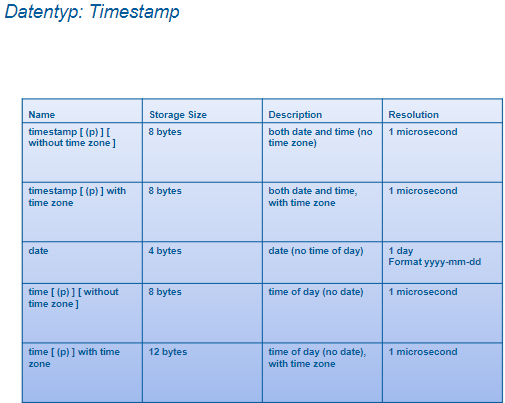 Datentyp: Timestamp
Name Storage Size Description Resolution
timestamp [ (p) ] [ 8 bytes both date and time (no 1 microsecond
without time zone ] time zone)
timestamp [ (p) ] with 8 bytes both date and time, 1 microsecond
time zone with time zone
date 4 bytes date (no time of day) 1 day
Format yyyy-mm-dd
time [ (p) ] [ without 8 bytes time of day (no date) 1 microsecond
time zone ]
time [ (p) ] with time 12 bytes time of day (no date), 1 microsecond
zone with time zone